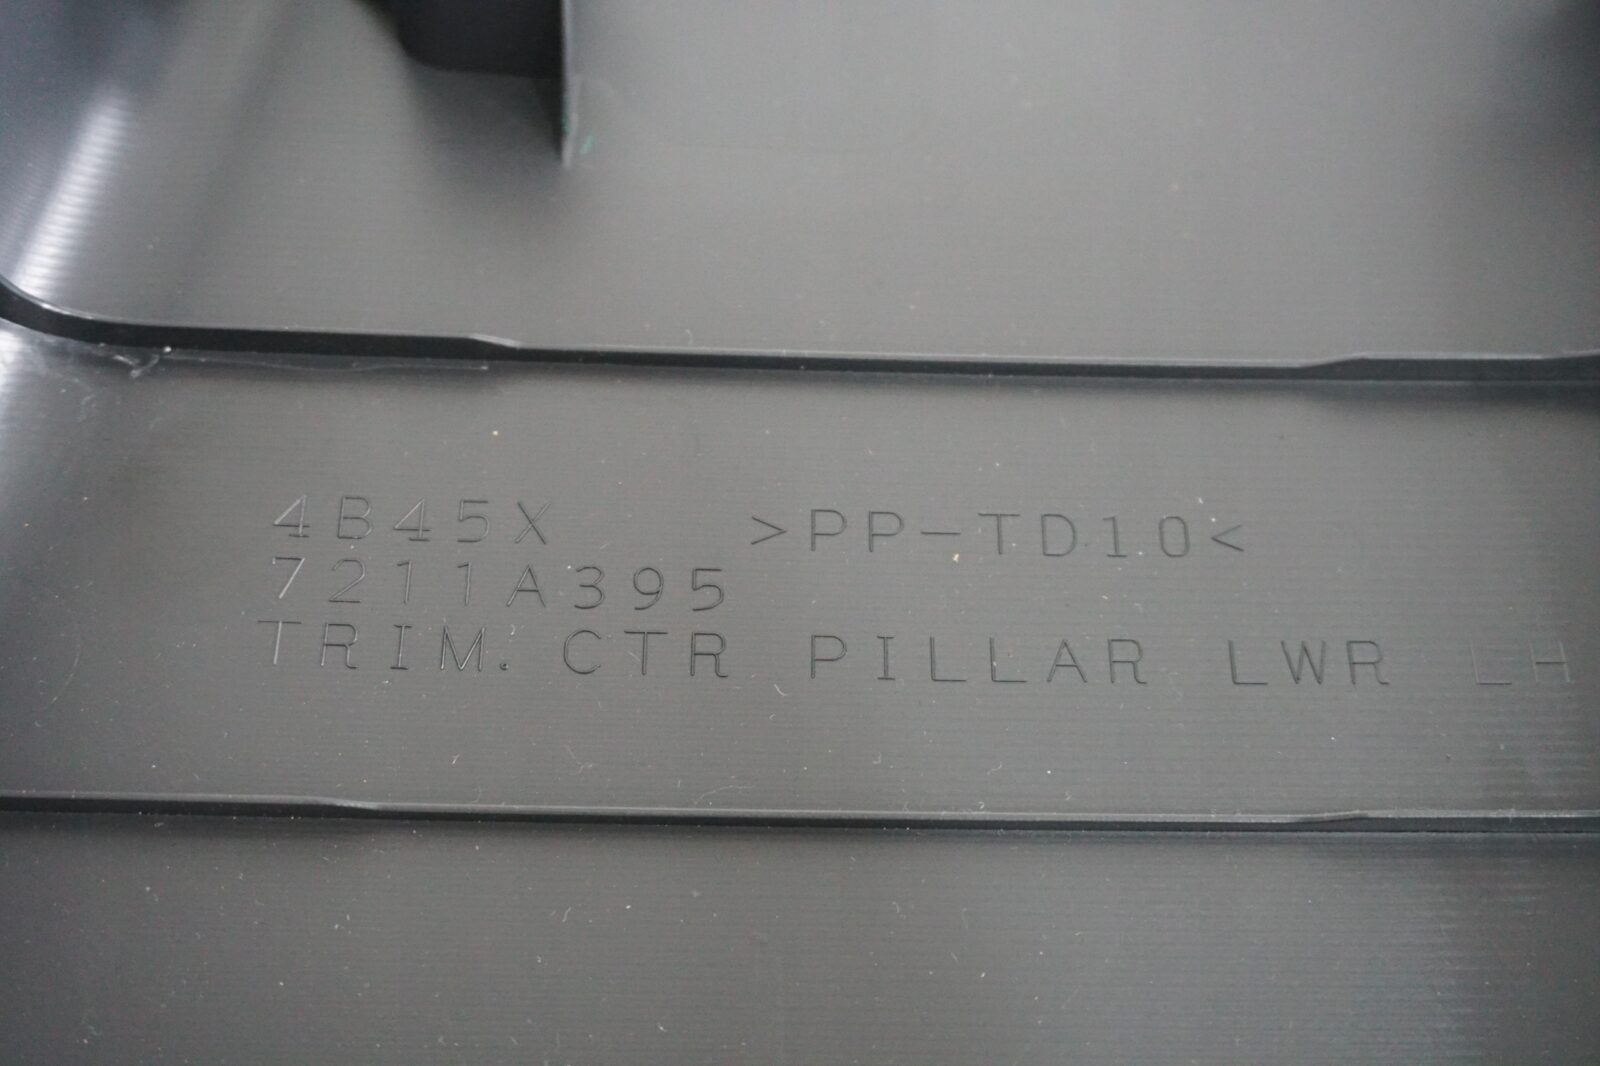 4B45X >PP-TD10<
7211A395
TRIM. CTR PILLAR LWR LH